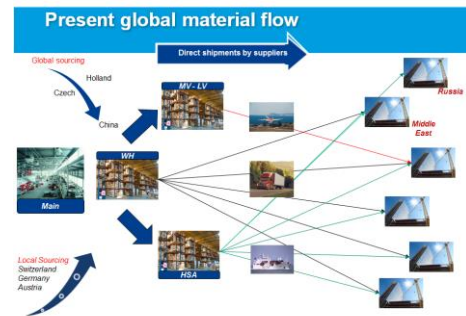 Present global material flow
Direct shipments by suppliers
Global sourcing
Holland
Czech
China
MV - LV
Russia
Middle
East
WH
Main
HSA
Local Sourcing
Switzerland
Germany
Austria